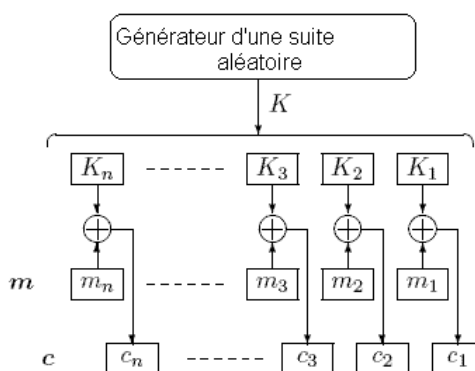 Générateur d'une suite
aléatoire
K
K_n K_3 K_2 K_1
m m_n m_3 m_2 m_1
c c_n c_3 c_2 c_1